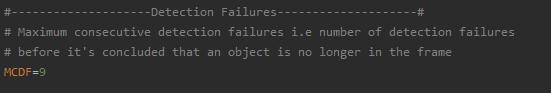 #--------------------Detection Failures--------------------#
# Maximum consecutive detection failures i.e number of detection failures
# before it's concluded that an object is no longer in the frame
MCDF=9